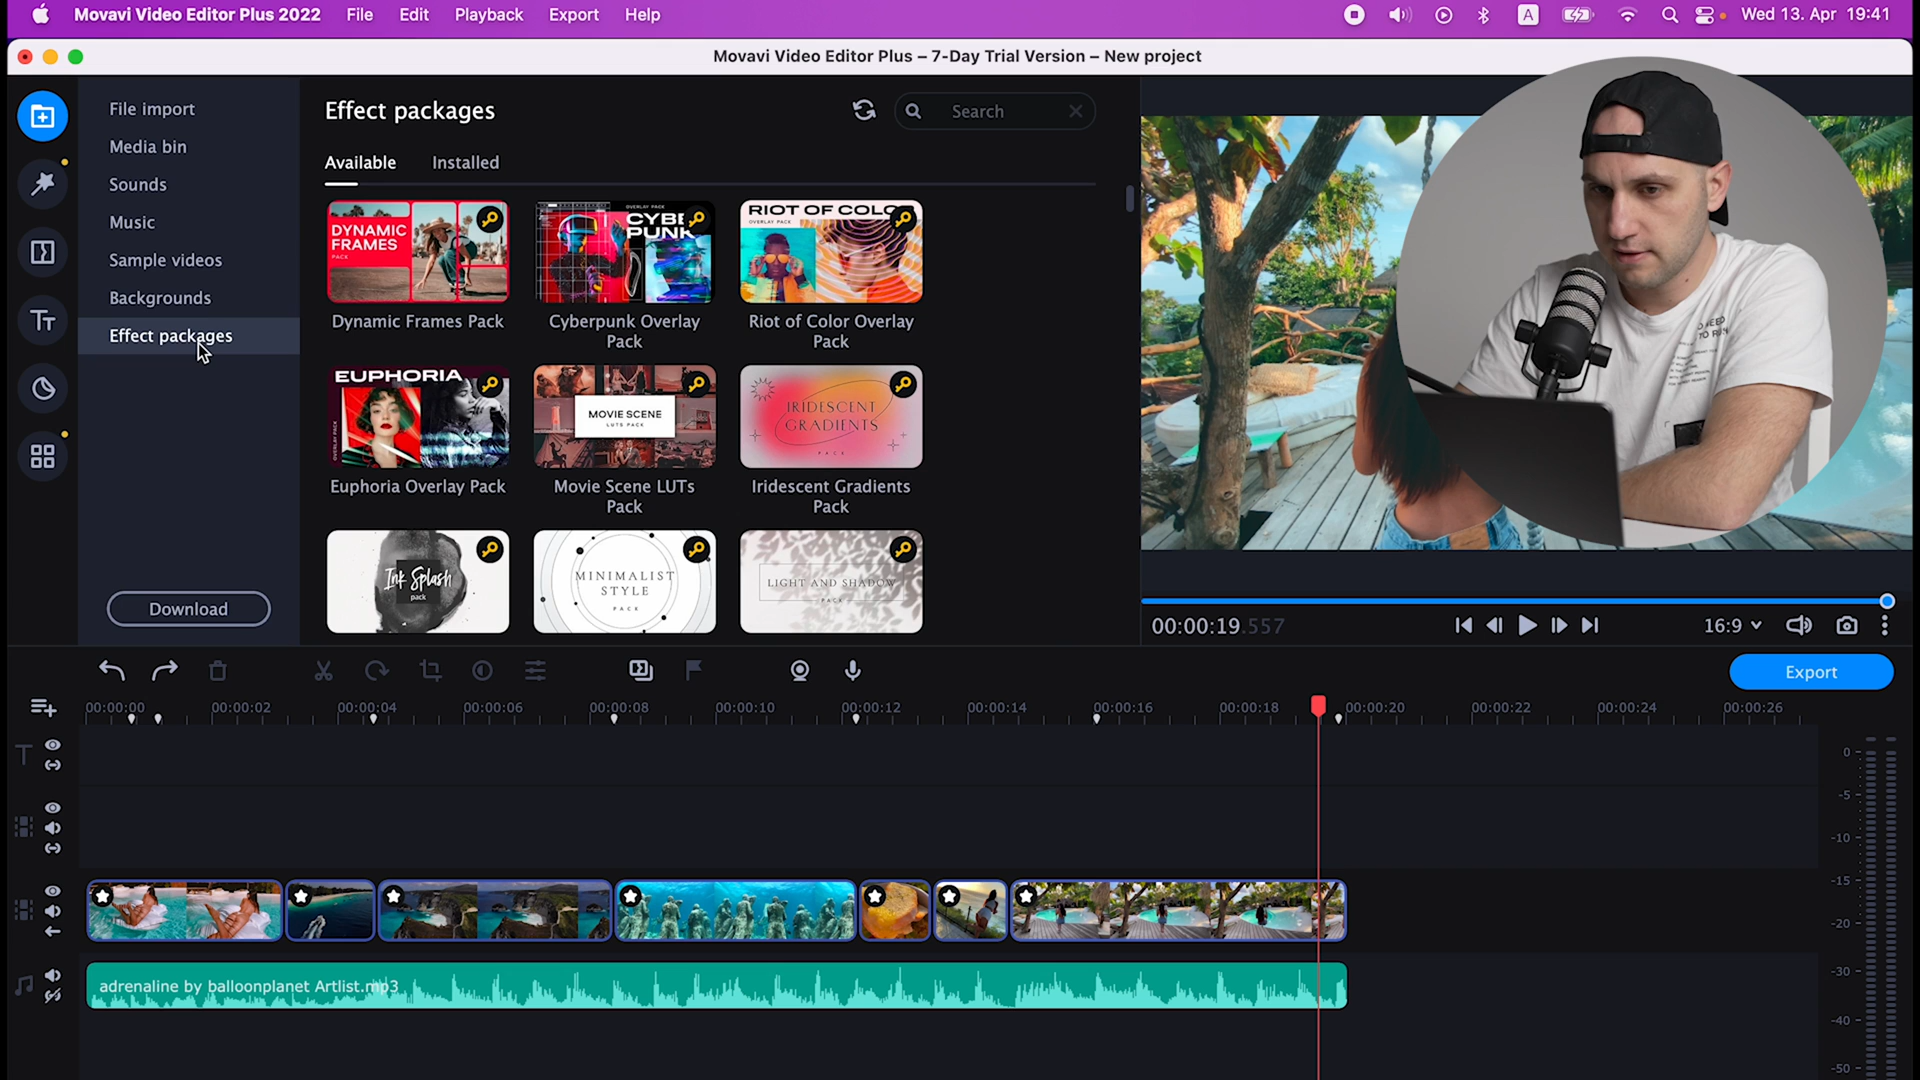 Movavi Video Editor Plus 2022 File Edit Playback Export Help
A Wed 13. Apr 19:41
Movavi Video Editor Plus – 7-Day Trial Version – New project
File import
Media bin
Sounds
Music
Sample videos
Backgrounds
Effect packages
Download
Effect packages
Search
Available Installed
DYNAMIC
FRAMES
PACK
Dynamic Frames Pack
OVERLAY PACK
CYBER
PUNK
Cyberpunk Overlay
Pack
RIOT OF COLOR
OVERLAY PACK
Riot of Color Overlay
Pack
EUPHORIA
Euphoria Overlay Pack
MOVIE SCENE
LUTS PACK
Movie Scene LUTs
Pack
IRIDESCENT
GRADIENTS
PACK
Iridescent Gradients
Pack
Ink Splash
pack
MINIMALIST
STYLE
PACK
LIGHT AND SHADOW
PACK
00:00:19.557
16:9
Export
00:00:00 00:00:02 00:00:04 00:00:06 00:00:08 00:00:10 00:00:12 00:00:14 00:00:16 00:00:18 00:00:20 00:00:22 00:00:24 00:00:26
adrenaline by balloonplanet Artlist.mp3
0
-5
-10
-15
-20
-30
-40
-50